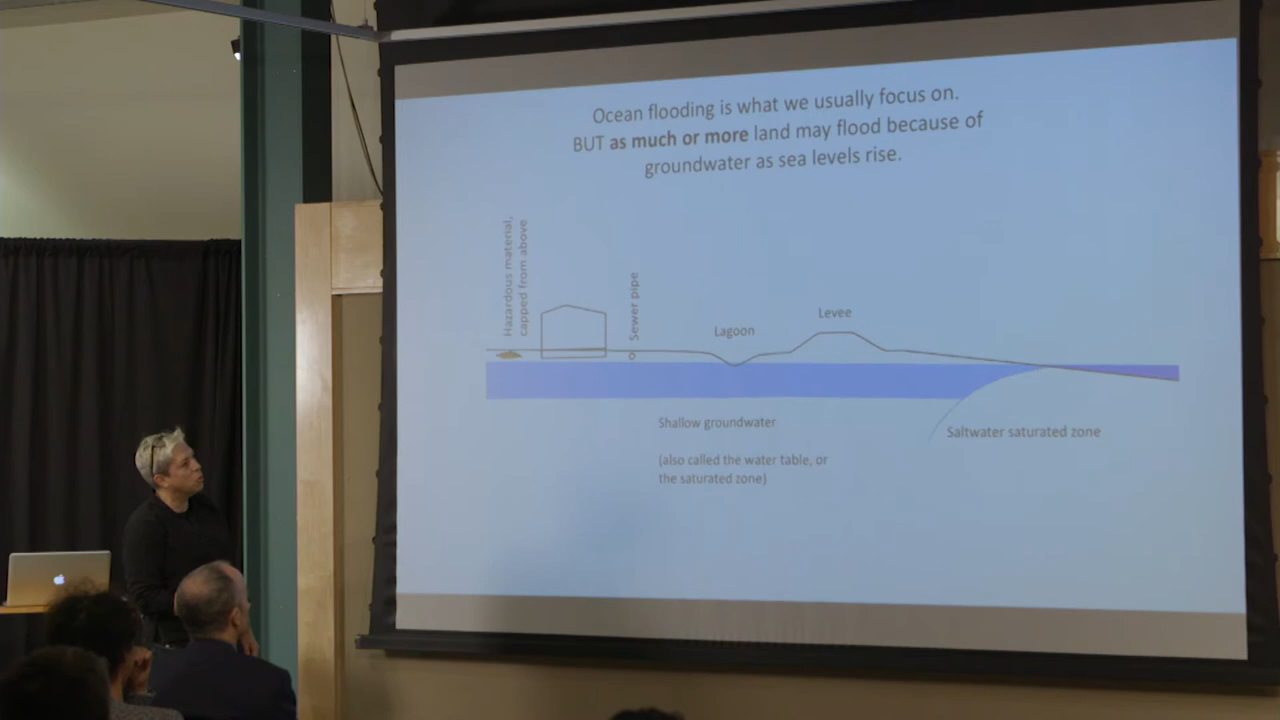 Ocean flooding is what we usually focus on.
BUT as much or more land may flood because of
groundwater as sea levels rise.
Hazardous material,
capped from above
Sewer pipe
Lagoon
Levee
Shallow groundwater
(also called the water table, or
the saturated zone)
Saltwater saturated zone